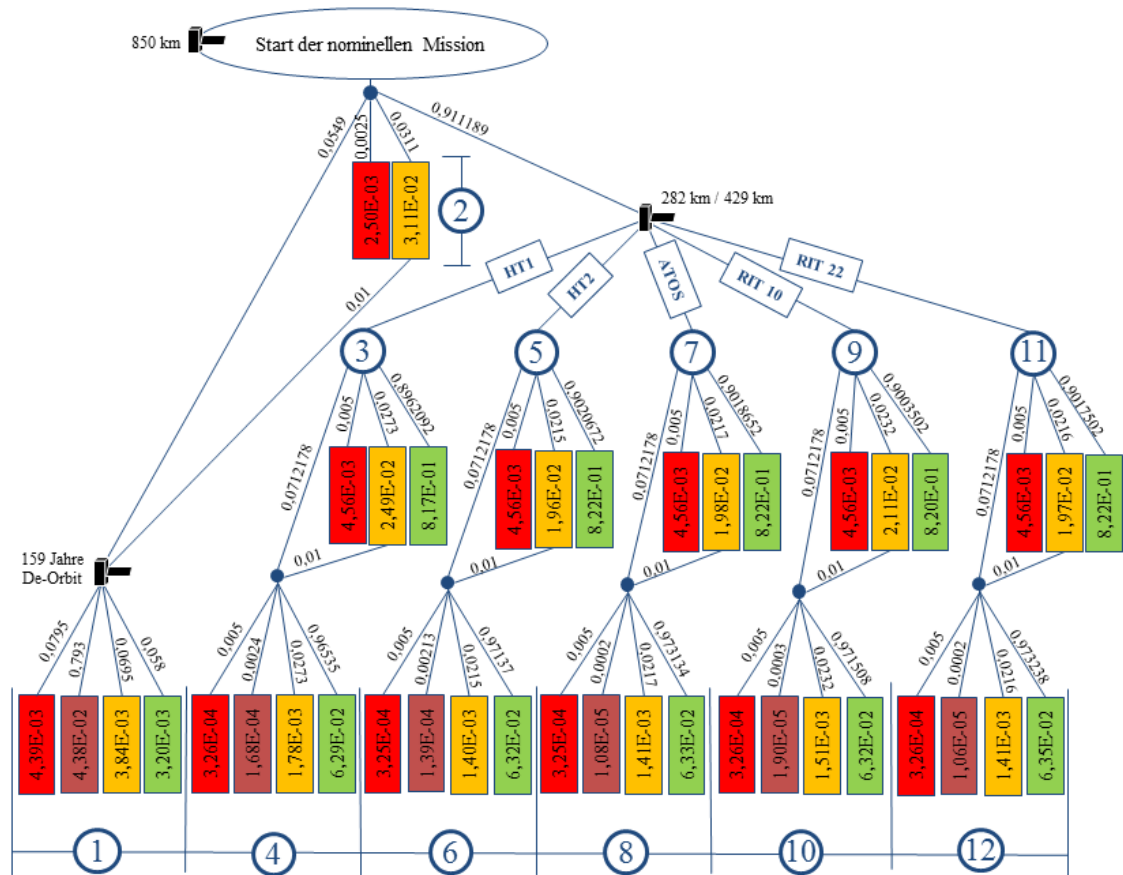 850 km
Start der nominellen Mission
0,0549
0,0025
0,0311
0,911189
2,50E-03
3,11E-02
2
282 km / 429 km
0,01
HT1
HT2
ATOS
RIT 10
RIT 22
3
5
7
9
11
0,0712178
0,005
0,0273
0,8962092
0,0712178
0,005
0,0215
0,9020672
0,0712178
0,005
0,0217
0,9018652
0,0712178
0,005
0,0232
0,9003502
0,0712178
0,005
0,0216
0,9017502
4,56E-03
2,49E-02
8,17E-01
4,56E-03
1,96E-02
8,22E-01
4,56E-03
1,98E-02
8,22E-01
4,56E-03
2,11E-02
8,20E-01
4,56E-03
1,97E-02
8,22E-01
0,01
0,01
0,01
0,01
0,01
159 Jahre
De-Orbit
0,0795
0,793
0,0695
0,058
0,005
0,0024
0,0273
0,96535
0,005
0,00213
0,0215
0,97137
0,005
0,0002
0,0217
0,973134
0,005
0,0003
0,0232
0,971508
0,005
0,0002
0,0216
0,973238
4,39E-03
4,38E-02
3,84E-03
3,20E-03
3,26E-04
1,68E-04
1,78E-03
6,29E-02
3,25E-04
1,39E-04
1,40E-03
6,32E-02
3,25E-04
1,08E-05
1,41E-03
6,33E-02
3,26E-04
1,90E-05
1,51E-03
6,32E-02
3,26E-04
1,06E-05
1,41E-03
6,35E-02
1
4
6
8
10
12